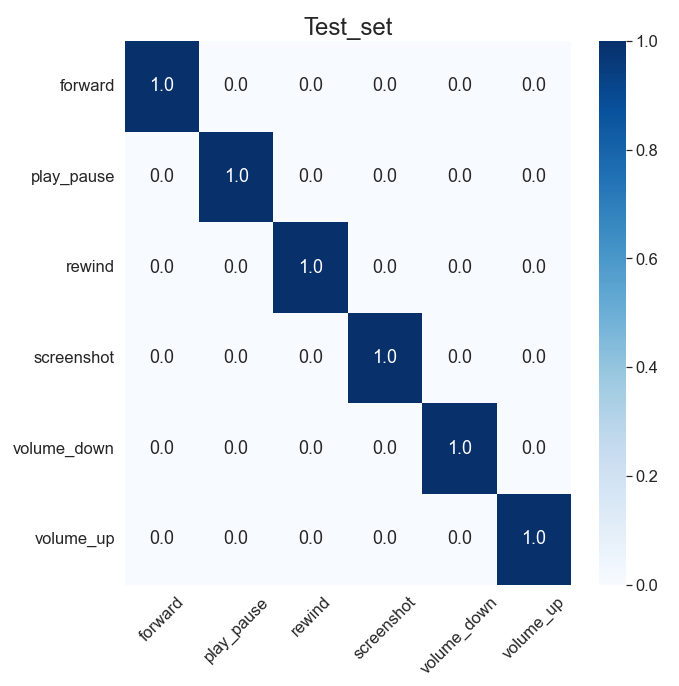 Test_set
forward 1.0 0.0 0.0 0.0 0.0 0.0
play_pause 0.0 1.0 0.0 0.0 0.0 0.0
rewind 0.0 0.0 1.0 0.0 0.0 0.0
screenshot 0.0 0.0 0.0 1.0 0.0 0.0
volume_down 0.0 0.0 0.0 0.0 1.0 0.0
volume_up 0.0 0.0 0.0 0.0 0.0 1.0
forward play_pause rewind screenshot volume_down volume_up
1.0
0.8
0.6
0.4
0.2
0.0